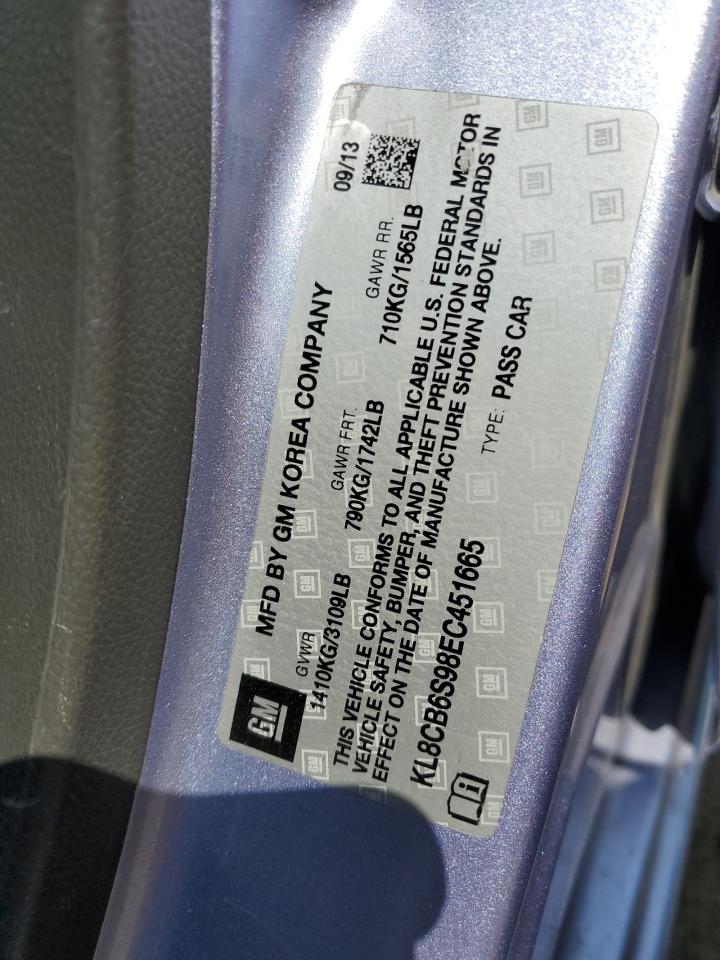 GM
MFD BY GM KOREA COMPANY
09/13
GVWR
GAWR FRT.
GAWR RR.
1410KG/3109LB
790KG/1742LB
710KG/1565LB
THIS VEHICLE CONFORMS TO ALL APPLICABLE U.S. FEDERAL MOTOR
VEHICLE SAFETY, BUMPER, AND THEFT PREVENTION STANDARDS IN
EFFECT ON THE DATE OF MANUFACTURE SHOWN ABOVE.
KL8CB6S98EC451665
TYPE: PASS CAR